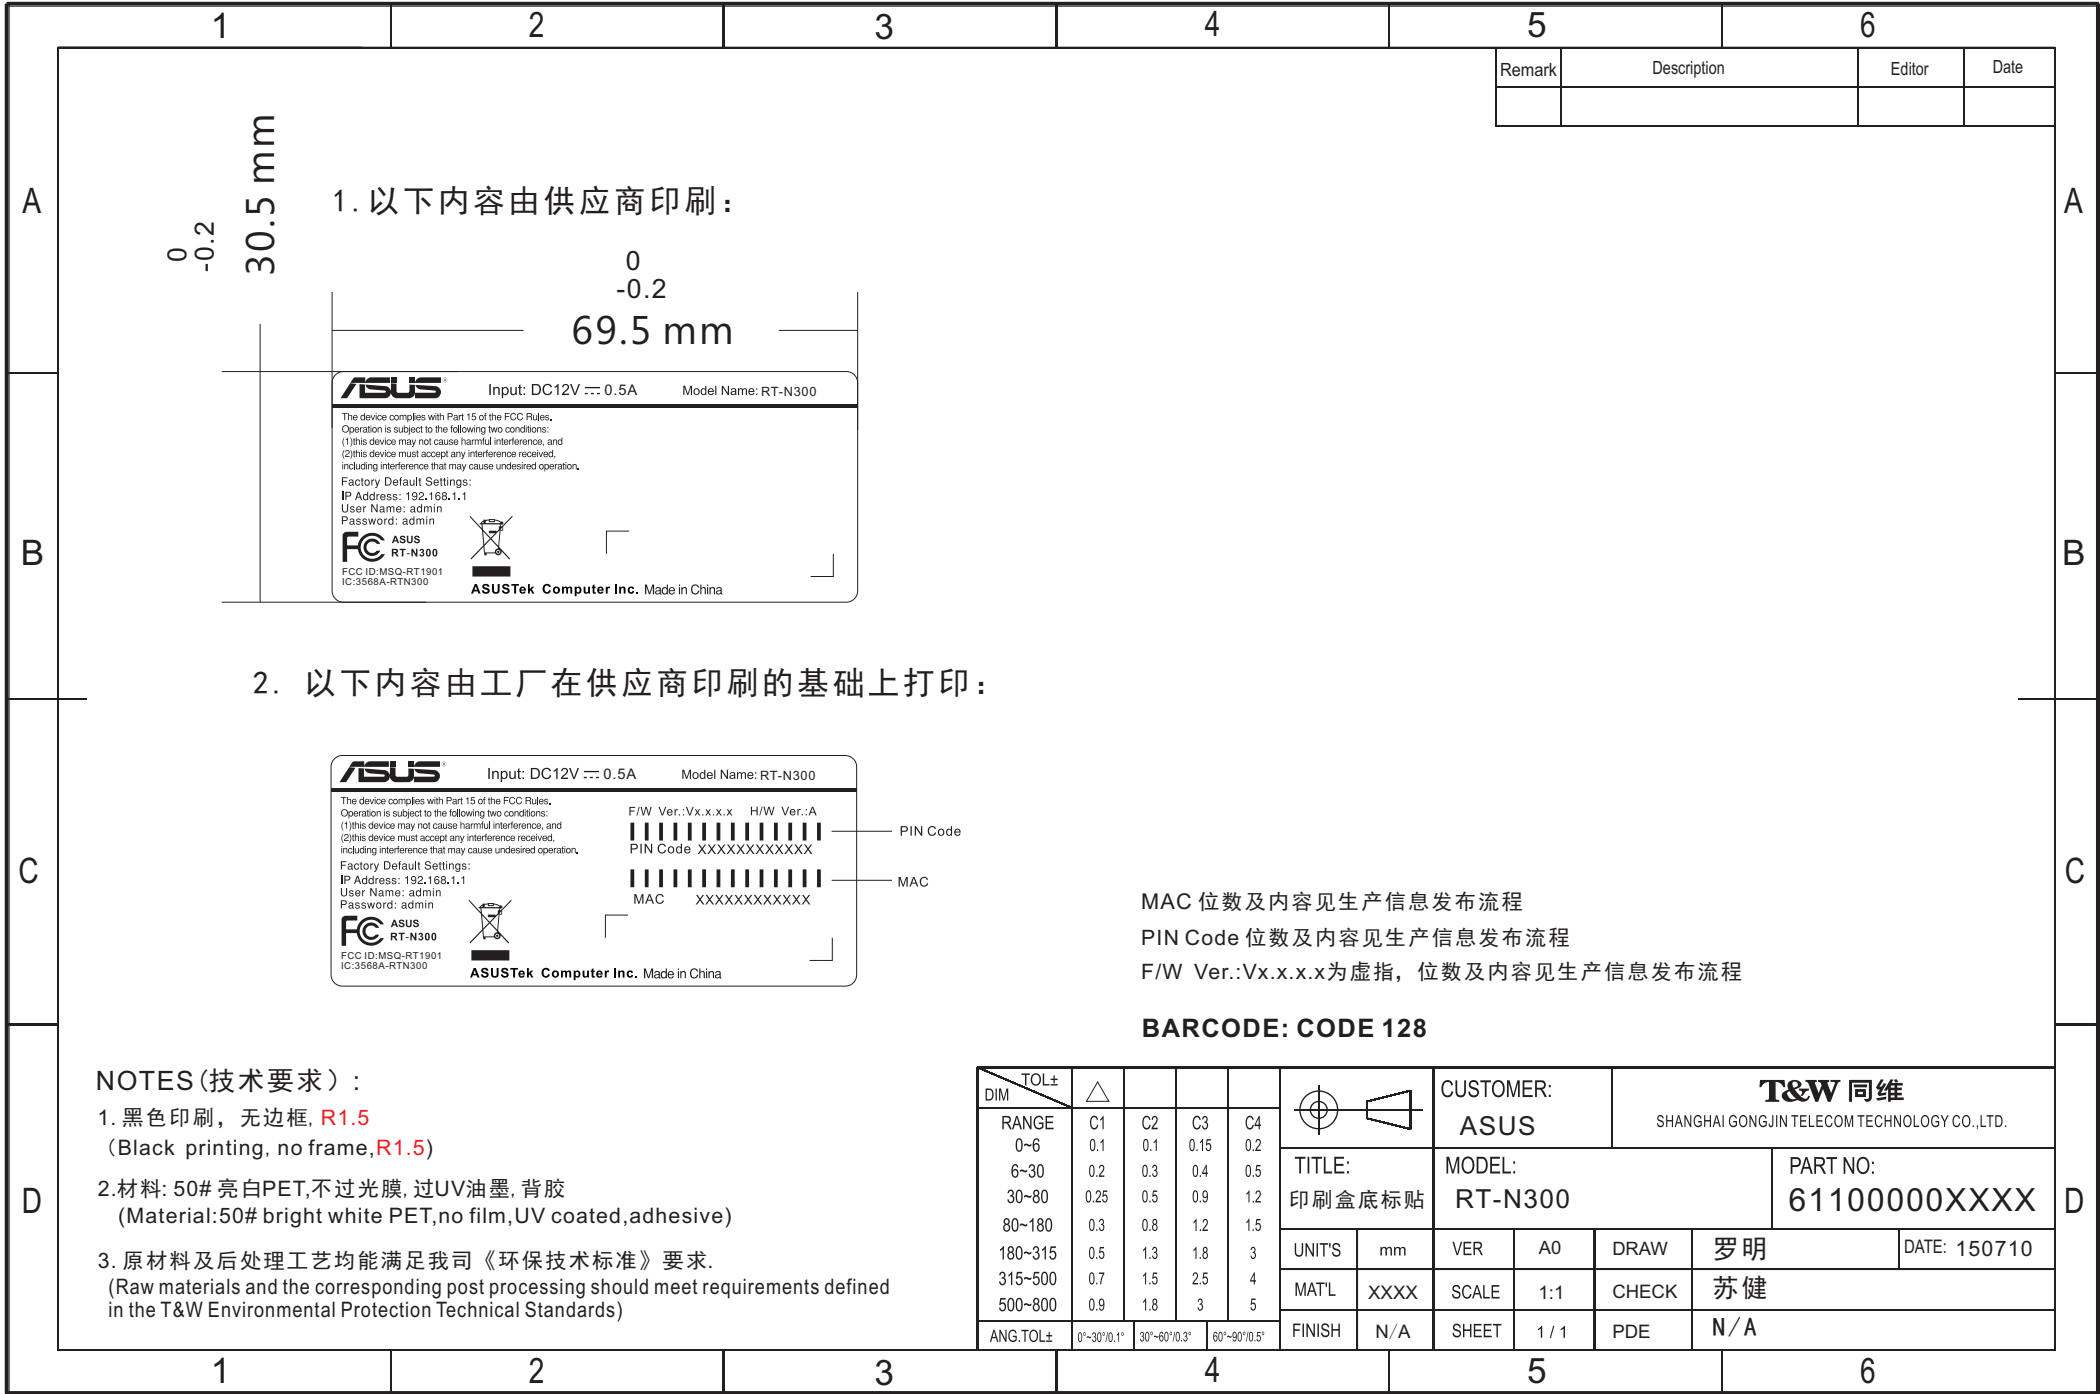 1 2 3 4 5 6
Remark Description Editor Date
A A
30.5 mm
0
-0.2
1.以下内容由供应商印刷：
0
-0.2
69.5 mm
ASUS® Input: DC12V ⎓ 0.5A Model Name: RT-N300
The device complies with Part 15 of the FCC Rules.
Operation is subject to the following two conditions:
(1)this device may not cause harmful interference, and
(2)this device must accept any interference received,
including interference that may cause undesired operation.
Factory Default Settings:
IP Address: 192.168.1.1
User Name: admin
Password: admin
FC ASUS
RT-N300
FCC ID:MSQ-RT1901
IC:3568A-RTN300
ASUSTek Computer Inc. Made in China
B B
2. 以下内容由工厂在供应商印刷的基础上打印：
ASUS® Input: DC12V ⎓ 0.5A Model Name: RT-N300
The device complies with Part 15 of the FCC Rules.
Operation is subject to the following two conditions:
(1)this device may not cause harmful interference, and
(2)this device must accept any interference received,
including interference that may cause undesired operation.
Factory Default Settings:
IP Address: 192.168.1.1
User Name: admin
Password: admin
FC ASUS
RT-N300
FCC ID:MSQ-RT1901
IC:3568A-RTN300
ASUSTek Computer Inc. Made in China
F/W Ver.:Vx.x.x.x H/W Ver.:A
PIN Code XXXXXXXXXXXX
MAC XXXXXXXXXXXX
PIN Code
MAC
C C
MAC 位数及内容见生产信息发布流程
PIN Code 位数及内容见生产信息发布流程
F/W Ver.:Vx.x.x.x为虚指，位数及内容见生产信息发布流程
BARCODE: CODE 128
NOTES(技术要求）:
1.黑色印刷，无边框, R1.5
（Black printing, no frame,R1.5)
2.材料: 50# 亮白PET,不过光膜,过UV油墨,背胶
(Material:50# bright white PET,no film,UV coated,adhesive)
3. 原材料及后处理工艺均能满足我司《环保技术标准》要求.
(Raw materials and the corresponding post processing should meet requirements defined
in the T&W Environmental Protection Technical Standards)
D D
DIM TOL± △
RANGE C1 C2 C3 C4
0~6 0.1 0.1 0.15 0.2
6~30 0.2 0.3 0.4 0.5
30~80 0.25 0.5 0.9 1.2
80~180 0.3 0.8 1.2 1.5
180~315 0.5 1.3 1.8 3
315~500 0.7 1.5 2.5 4
500~800 0.9 1.8 3 5
ANG.TOL± 0°~30°/0.1° 30°~60°/0.3° 60°~90°/0.5°
CUSTOMER:
ASUS
T&W 同维
SHANGHAI GONGJIN TELECOM TECHNOLOGY CO.,LTD.
TITLE:
印刷盒底标贴
MODEL:
RT-N300
PART NO:
61100000XXXX
UNIT'S mm VER A0 DRAW 罗明 DATE: 150710
MAT'L XXXX SCALE 1:1 CHECK 苏健
FINISH N/A SHEET 1 / 1 PDE N/A
1 2 3 4 5 6